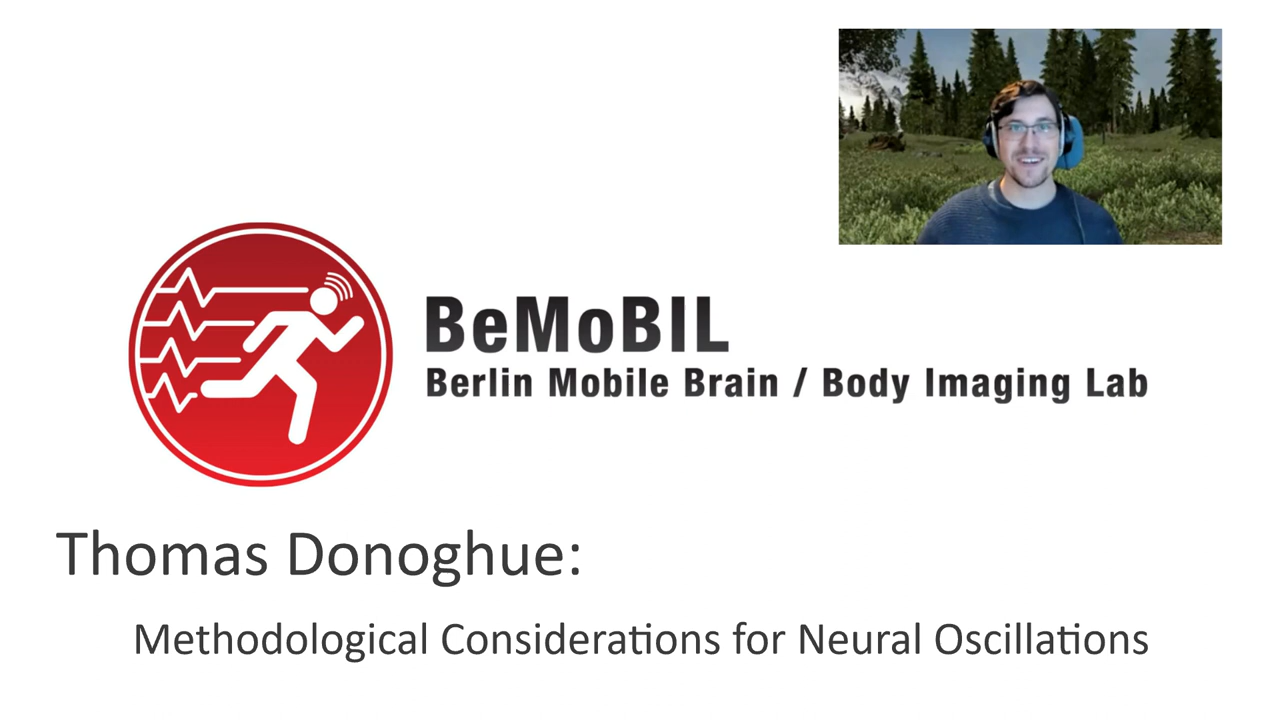 BeMoBIL
Berlin Mobile Brain / Body Imaging Lab
Thomas Donoghue:
Methodological Considerations for Neural Oscillations